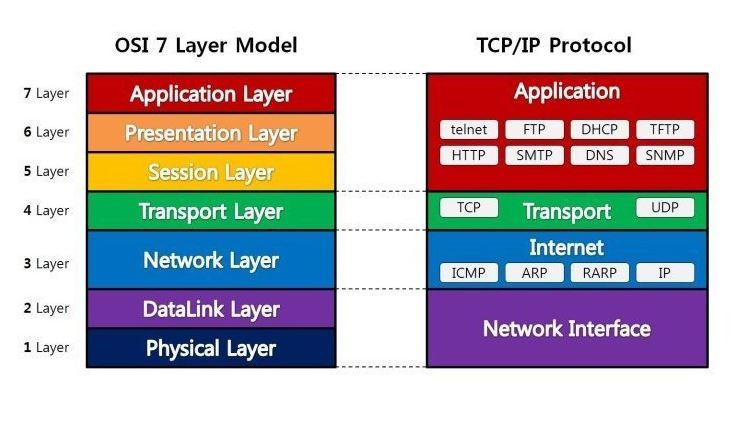 OSI 7 Layer Model
TCP/IP Protocol
7 Layer
Application Layer
6 Layer
Presentation Layer
5 Layer
Session Layer
4 Layer
Transport Layer
3 Layer
Network Layer
2 Layer
DataLink Layer
1 Layer
Physical Layer
Application
telnet FTP DHCP TFTP
HTTP SMTP DNS SNMP
TCP Transport UDP
Internet
ICMP ARP RARP IP
Network Interface